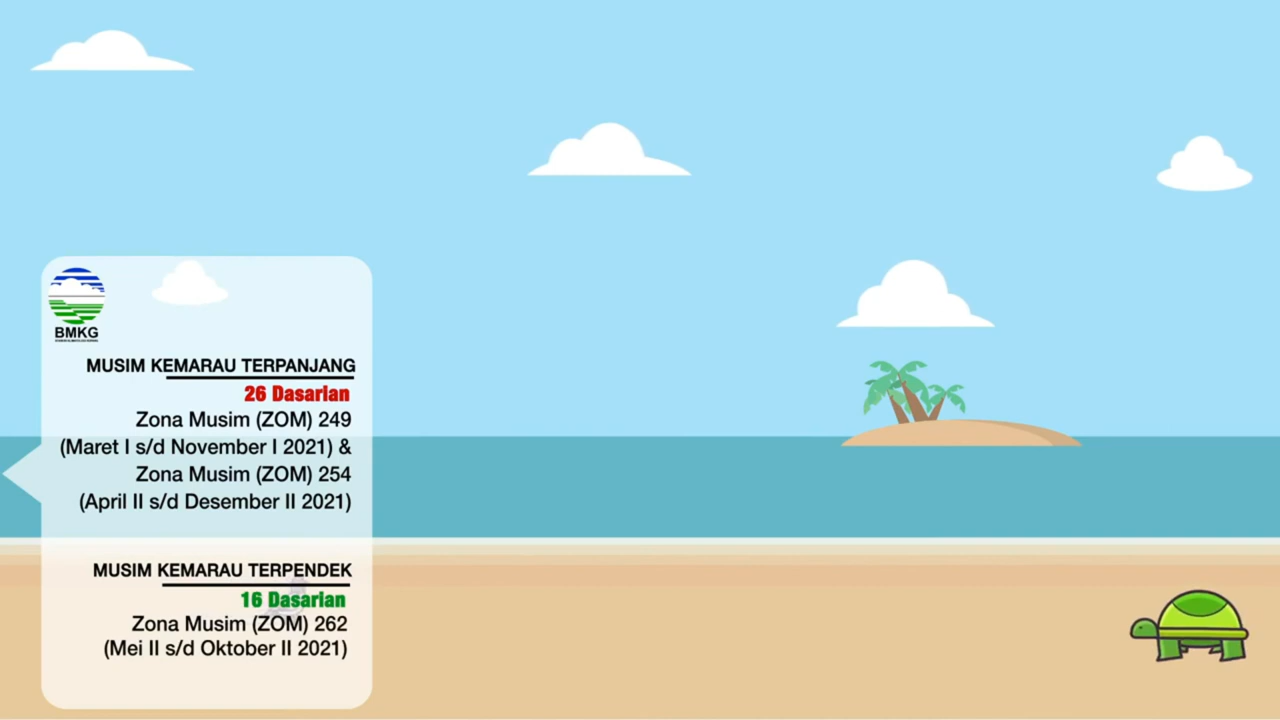 BMKG
MUSIM KEMARAU TERPANJANG
26 Dasarian
Zona Musim (ZOM) 249
(Maret I s/d November I 2021) &
Zona Musim (ZOM) 254
(April II s/d Desember II 2021)
MUSIM KEMARAU TERPENDEK
16 Dasarian
Zona Musim (ZOM) 262
(Mei II s/d Oktober II 2021)